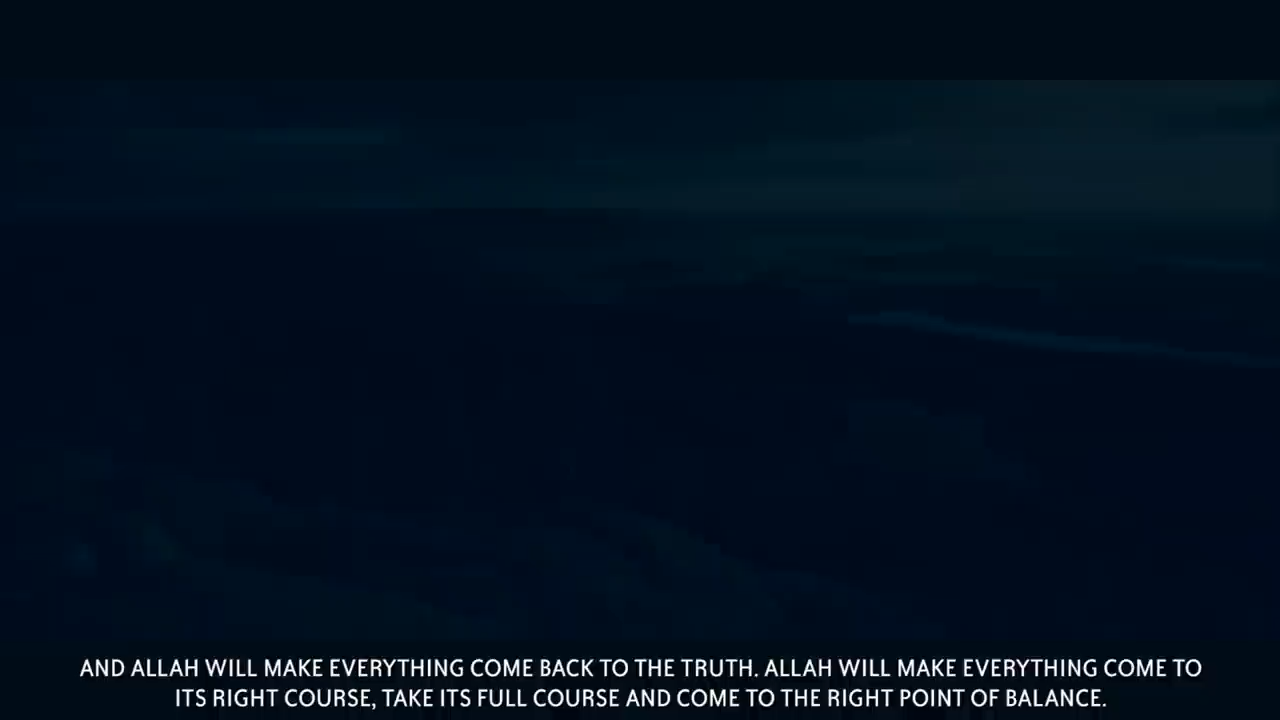 AND ALLAH WILL MAKE EVERYTHING COME BACK TO THE TRUTH. ALLAH WILL MAKE EVERYTHING COME TO
ITS RIGHT COURSE, TAKE ITS FULL COURSE AND COME TO THE RIGHT POINT OF BALANCE.